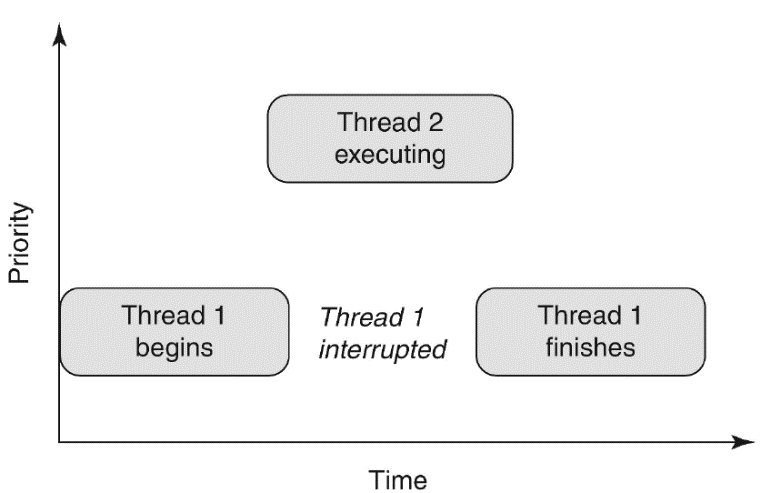 Thread 2
executing
Priority
Thread 1
begins
Thread 1
interrupted
Thread 1
finishes
Time